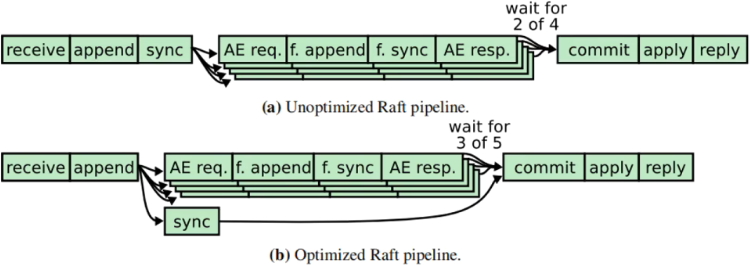 wait for
2 of 4
receive append sync AE req. f. append f. sync AE resp. commit apply reply
(a) Unoptimized Raft pipeline.
wait for
3 of 5
receive append AE req. f. append f. sync AE resp. commit apply reply
sync
(b) Optimized Raft pipeline.